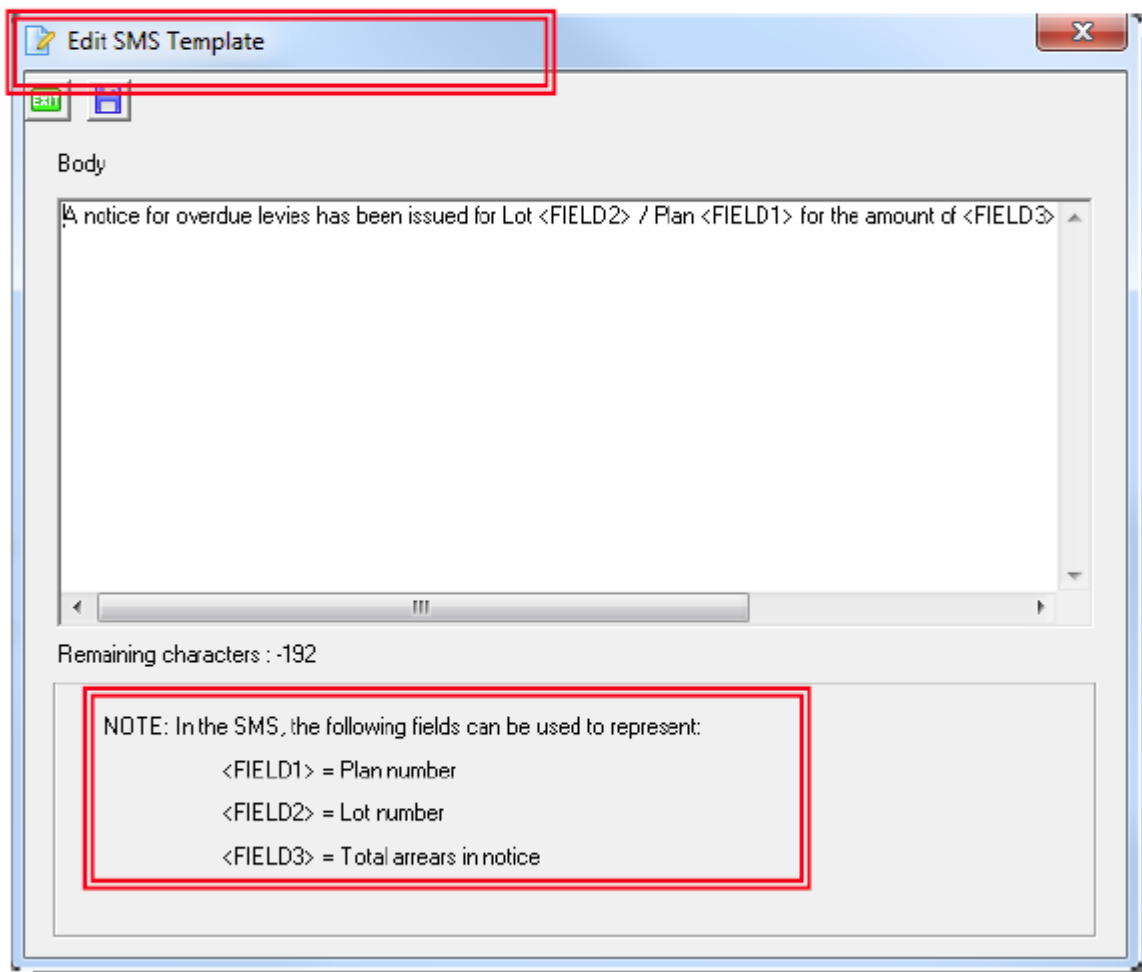 Edit SMS Template
EXIT
Body
A notice for overdue levies has been issued for Lot <FIELD2> / Plan <FIELD1> for the amount of <FIELD3>
Remaining characters : -192
NOTE: In the SMS, the following fields can be used to represent:
<FIELD1> = Plan number
<FIELD2> = Lot number
<FIELD3> = Total arrears in notice